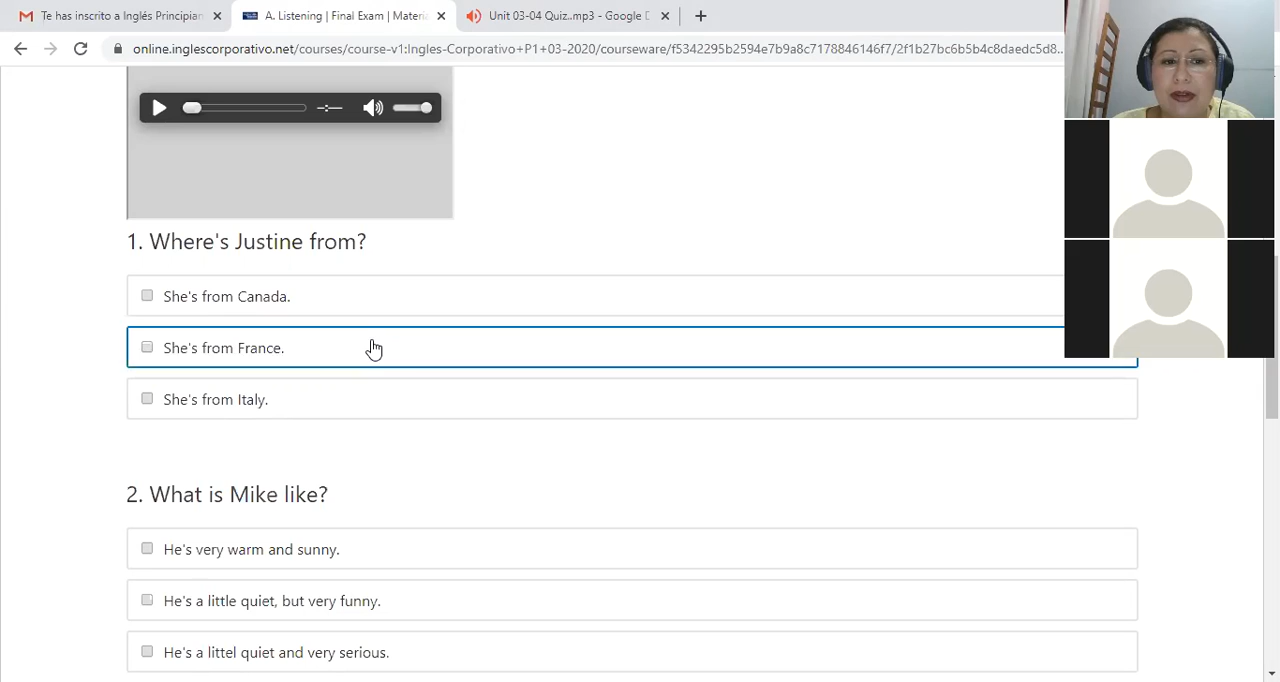 Te has inscrito a Inglés Principian
A. Listening | Final Exam | Materia
Unit 03-04 Quiz..mp3 - Google D
online.inglescorporativo.net/courses/course-v1:Ingles-Corporativo+P1+03-2020/courseware/f5342295b2594e7b9a8c7178846146f7/2f1b27bc6b5b4c8daedc5d8...
1. Where's Justine from?
She's from Canada.
She's from France.
She's from Italy.
2. What is Mike like?
He's very warm and sunny.
He's a little quiet, but very funny.
He's a littel quiet and very serious.